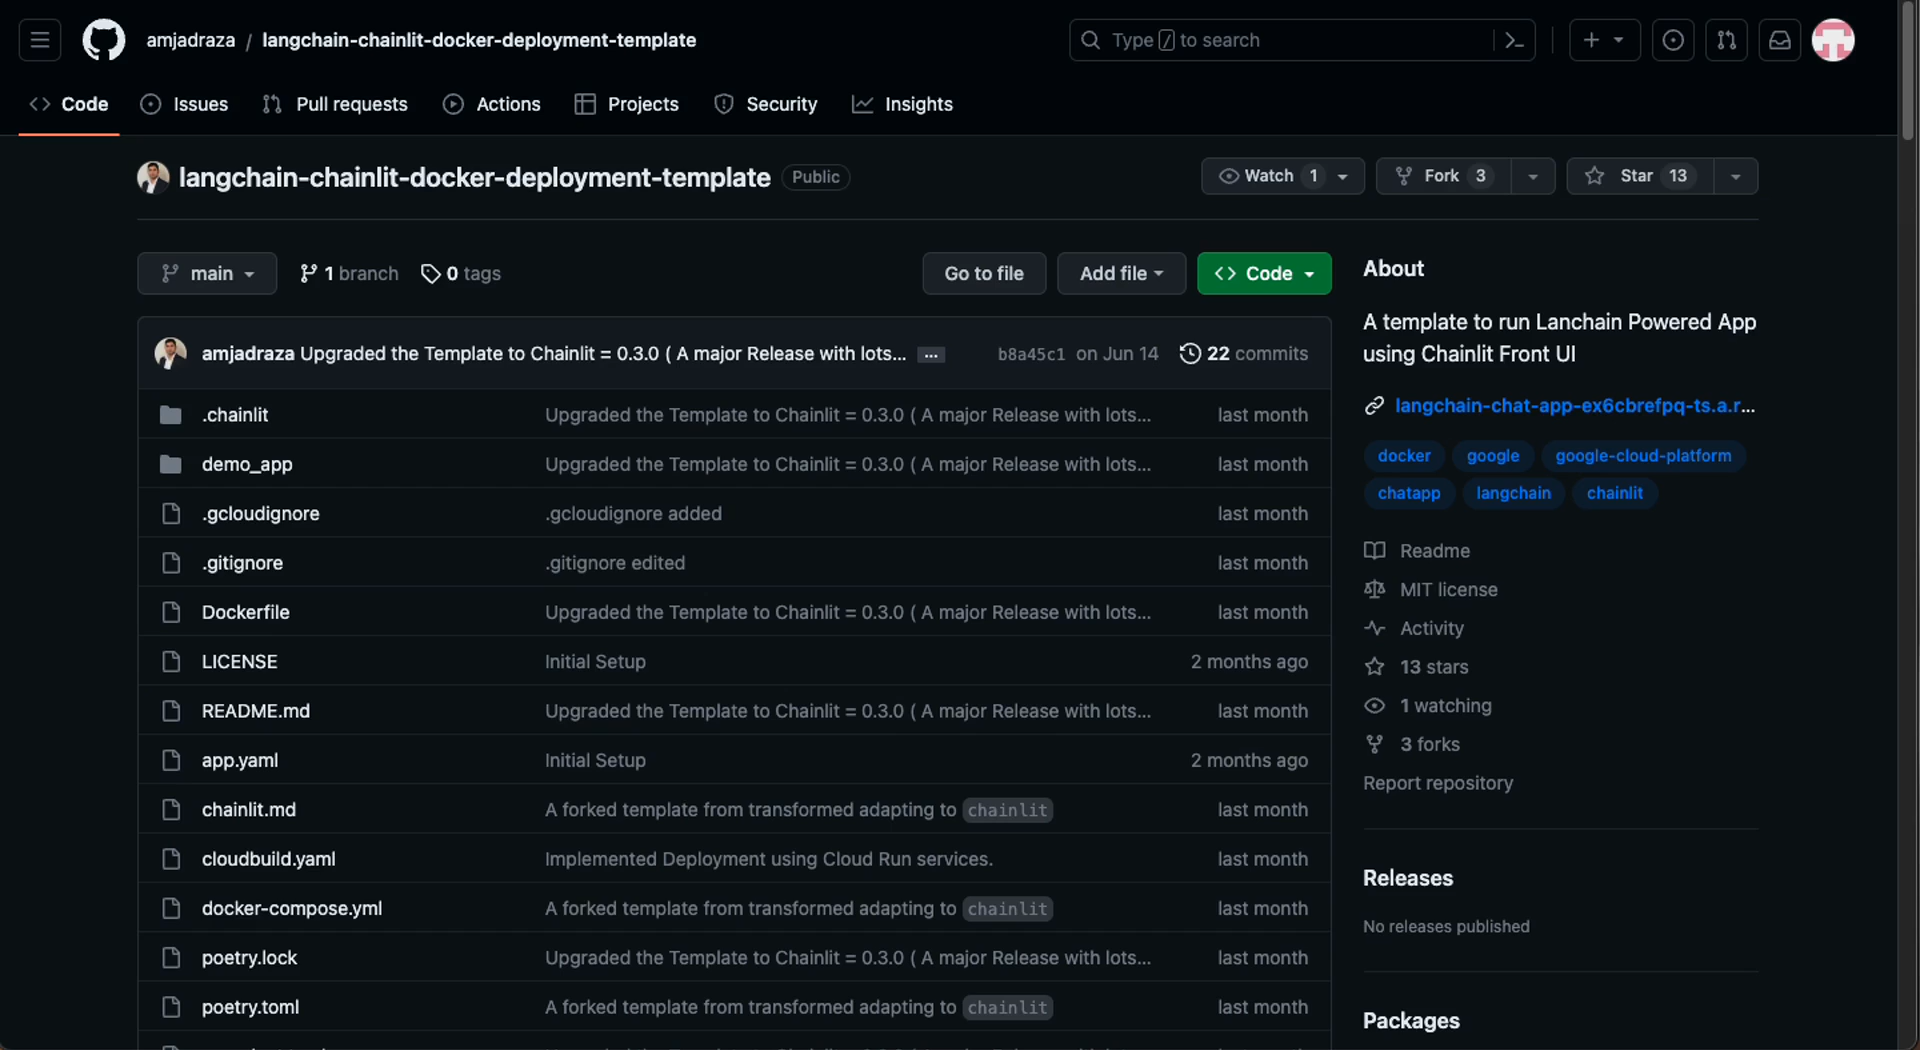 amjadraza / langchain-chainlit-docker-deployment-template
Type / to search
Code Issues Pull requests Actions Projects Security Insights
langchain-chainlit-docker-deployment-template Public
Watch 1 Fork 3 Star 13
main 1 branch 0 tags Go to file Add file Code
amjadraza Upgraded the Template to Chainlit = 0.3.0 ( A major Release with lots... ... b8a45c1 on Jun 14 22 commits
.chainlit Upgraded the Template to Chainlit = 0.3.0 ( A major Release with lots... last month
demo_app Upgraded the Template to Chainlit = 0.3.0 ( A major Release with lots... last month
.gcloudignore .gcloudignore added last month
.gitignore .gitignore edited last month
Dockerfile Upgraded the Template to Chainlit = 0.3.0 ( A major Release with lots... last month
LICENSE Initial Setup 2 months ago
README.md Upgraded the Template to Chainlit = 0.3.0 ( A major Release with lots... last month
app.yaml Initial Setup 2 months ago
chainlit.md A forked template from transformed adapting to chainlit last month
cloudbuild.yaml Implemented Deployment using Cloud Run services. last month
docker-compose.yml A forked template from transformed adapting to chainlit last month
poetry.lock Upgraded the Template to Chainlit = 0.3.0 ( A major Release with lots... last month
poetry.toml A forked template from transformed adapting to chainlit last month
About
A template to run Lanchain Powered App
using Chainlit Front UI
langchain-chat-app-ex6cbrefpq-ts.a.r...
docker google google-cloud-platform
chatapp langchain chainlit
Readme
MIT license
Activity
13 stars
1 watching
3 forks
Report repository
Releases
No releases published
Packages